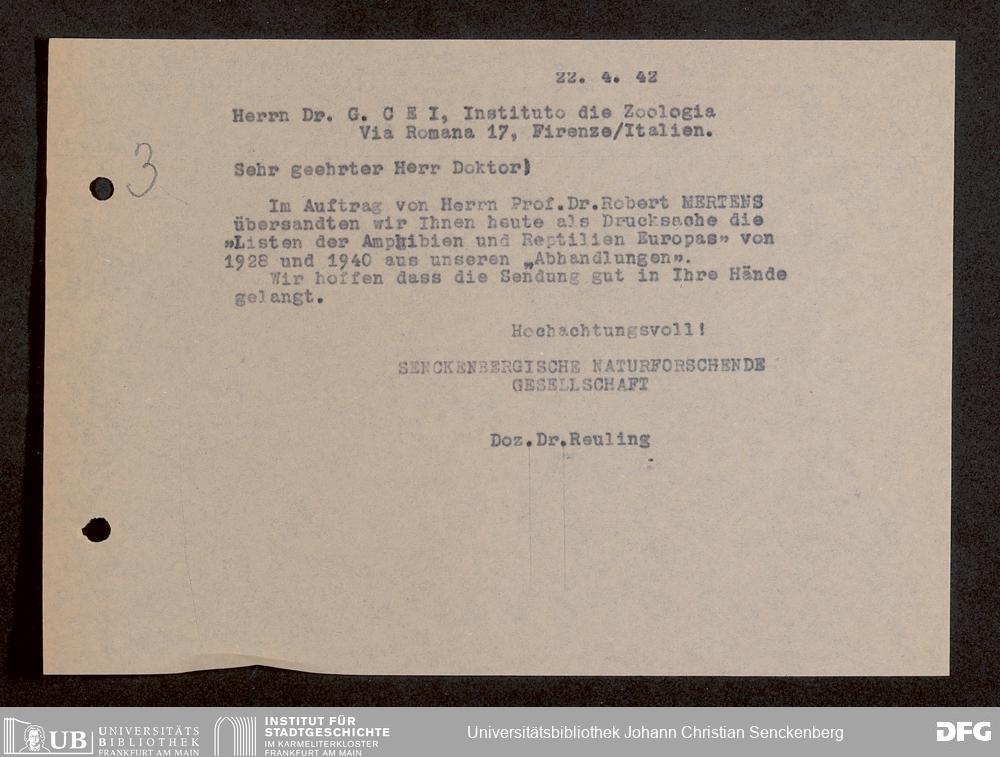 22. 4. 42
Herrn Dr. G. C E I, Instituto die Zoologia
Via Romana 17, Firenze/Italien.
3
Sehr geehrter Herr Doktor!
Im Auftrag von Herrn Prof.Dr.Robert MERTENS
übersandten wir Ihnen heute als Drucksache die
„Listen der Amphibien und Reptilien Europas„ von
1928 und 1940 aus unseren „Abhandlungen„.
Wir hoffen dass die Sendung gut in Ihre Hände
gelangt.
Hochachtungsvoll!
SENCKENBERGISCHE NATURFORSCHENDE
GESELLSCHAFT
Doz.Dr.Reuling
UB UNIVERSITÄTS
BIBLIOTHEK
FRANKFURT AM MAIN
INSTITUT FÜR
STADTGESCHICHTE
IM KARMELITERKLOSTER
FRANKFURT AM MAIN
Universitätsbibliothek Johann Christian Senckenberg
DFG